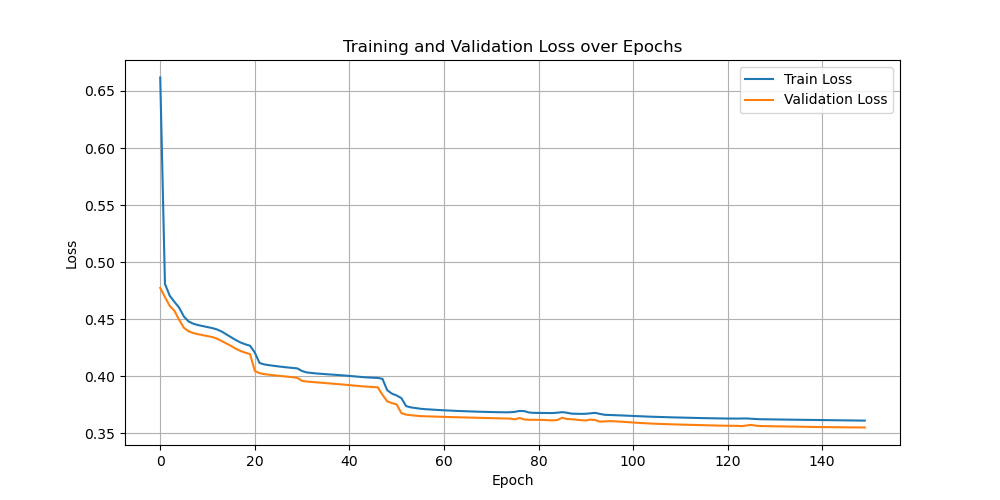 Training and Validation Loss over Epochs
Train Loss
Validation Loss
0.65
0.60
0.55
0.50
0.45
0.40
0.35
Loss
0 20 40 60 80 100 120 140
Epoch